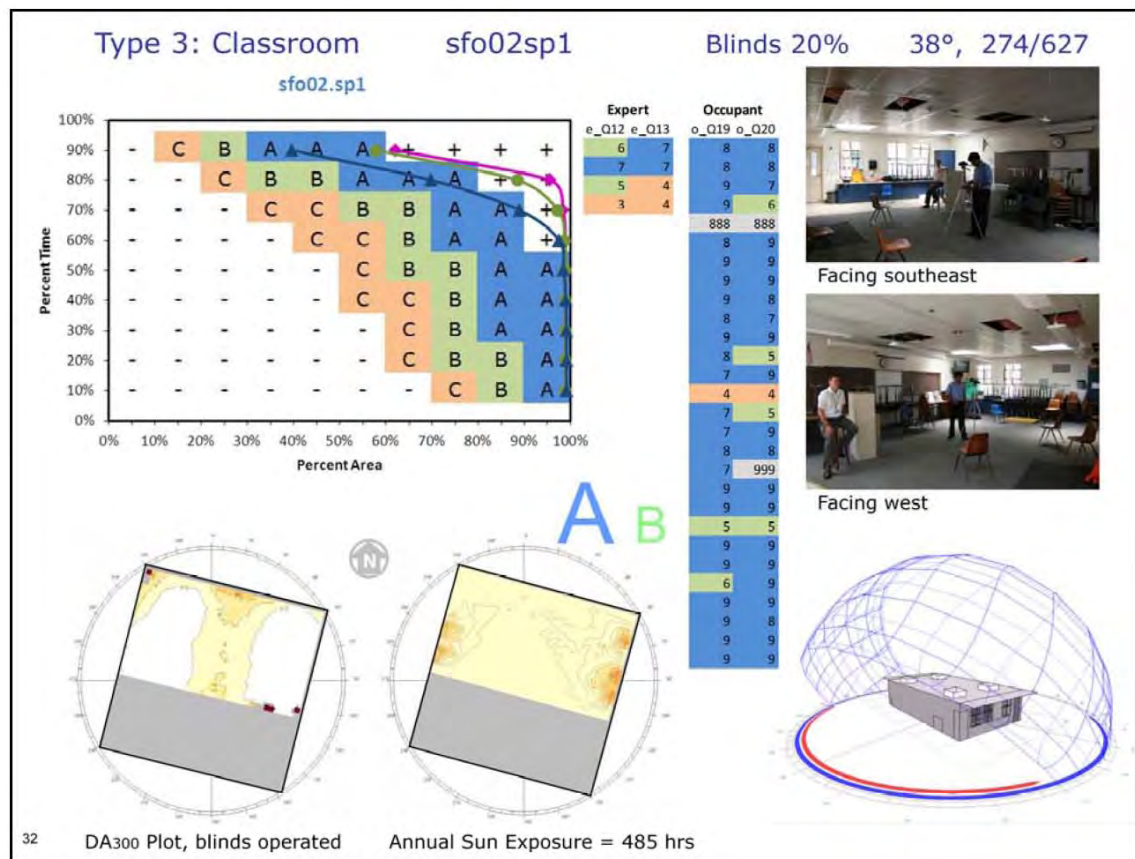 Type 3: Classroom sfo02sp1 Blinds 20% 38°, 274/627
sfo02.sp1
Percent Time
100%
90% - C B A A A + + + +
80% - - C B B A A A + +
70% - - - C C B B A A +
60% - - - - C C B A A +
50% - - - - - C B B A A
40% - - - - - C C B A A
30% - - - - - - C B A A
20% - - - - - - C B B A
10% - - - - - - - C B A
0%
0% 10% 20% 30% 40% 50% 60% 70% 80% 90% 100%
Percent Area
Expert
e_Q12 e_Q13
6 7
7 7
5 4
3 4
Occupant
o_Q19 o_Q20
8 8
8 8
9 7
9 6
888 888
8 9
9 9
9 9
9 8
8 7
9 9
8 5
7 9
4 4
7 5
7 9
8 8
7 999
9 9
9 9
5 5
9 9
9 9
6 9
9 9
9 8
9 9
9 9
Facing southeast
Facing west
A B
N
DA300 Plot, blinds operated
Annual Sun Exposure = 485 hrs
32